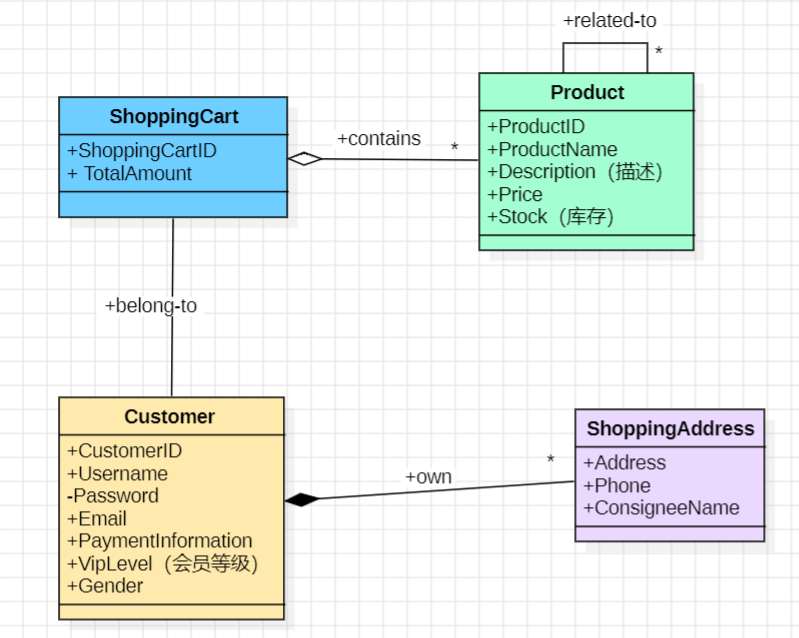 +related-to
*
Product
+ProductID
+ProductName
+Description（描述）
+Price
+Stock（库存）
ShoppingCart
+ShoppingCartID
+ TotalAmount
+contains
*
+belong-to
Customer
+CustomerID
+Username
-Password
+Email
+PaymentInformation
+VipLevel（会员等级）
+Gender
+own
*
ShoppingAddress
+Address
+Phone
+ConsigneeName